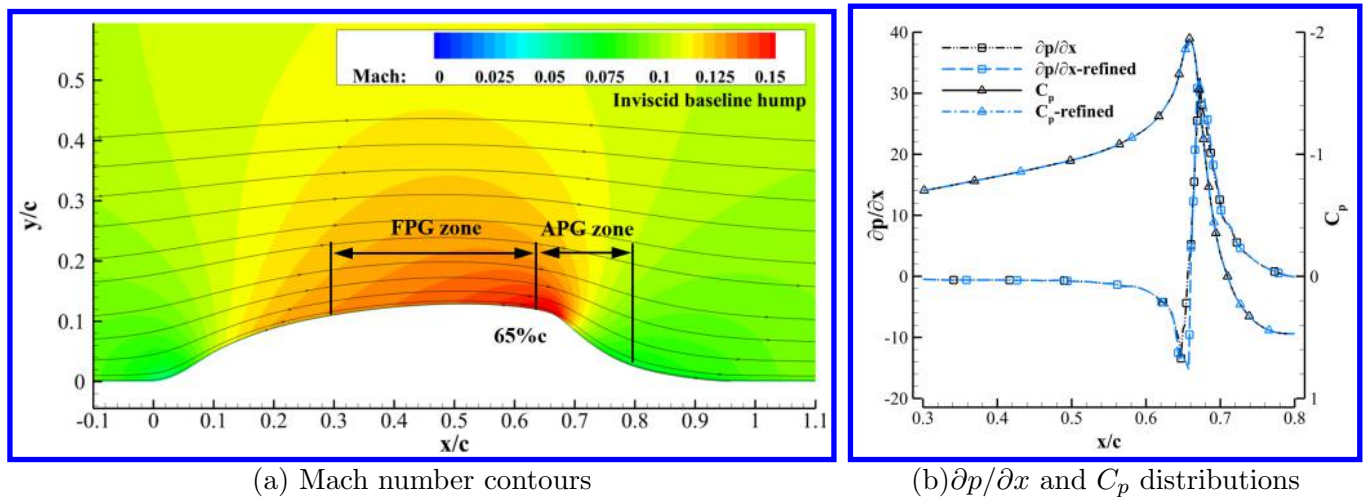 0.5
0.4
0.3
0.2
0.1
0
y/c
Mach: 0 0.025 0.05 0.075 0.1 0.125 0.15
Inviscid baseline hump
FPG zone APG zone
65%c
-0.1 0 0.1 0.2 0.3 0.4 0.5 0.6 0.7 0.8 0.9 1 1.1
x/c
(a) Mach number contours
40
30
20
10
0
-10
-20
∂p/∂x
∂p/∂x
∂p/∂x-refined
Cₚ
Cₚ-refined
-2
-1
0
1
Cₚ
0.3 0.4 0.5 0.6 0.7 0.8
x/c
(b)∂p/∂x and Cₚ distributions